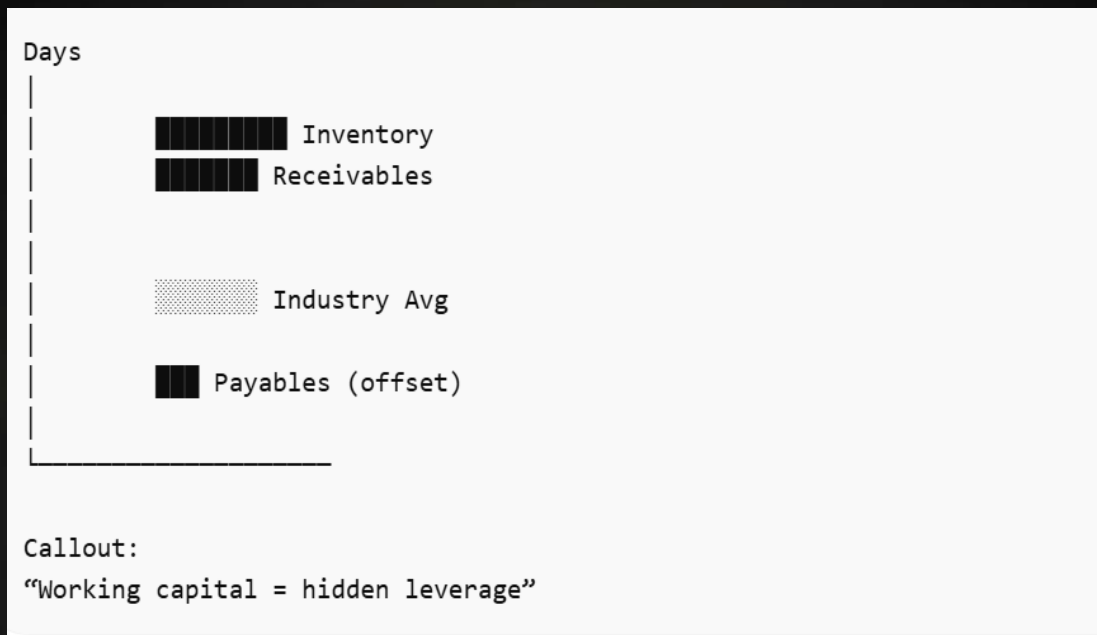 Days
Inventory
Receivables
Industry Avg
Payables (offset)
Callout:
“Working capital = hidden leverage”